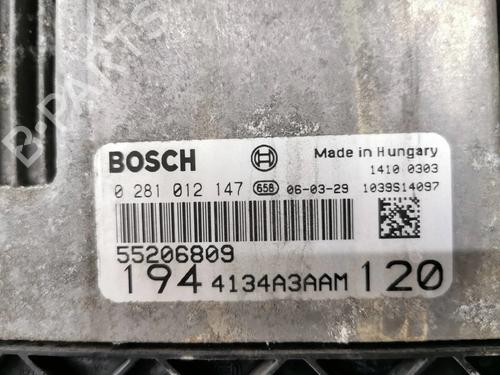 B-PARTS
BOSCH
Made in Hungary
1410 0303
0 281 012 147 658 06-03-29 1039S14097
55206809
194 4134A3AAM 120